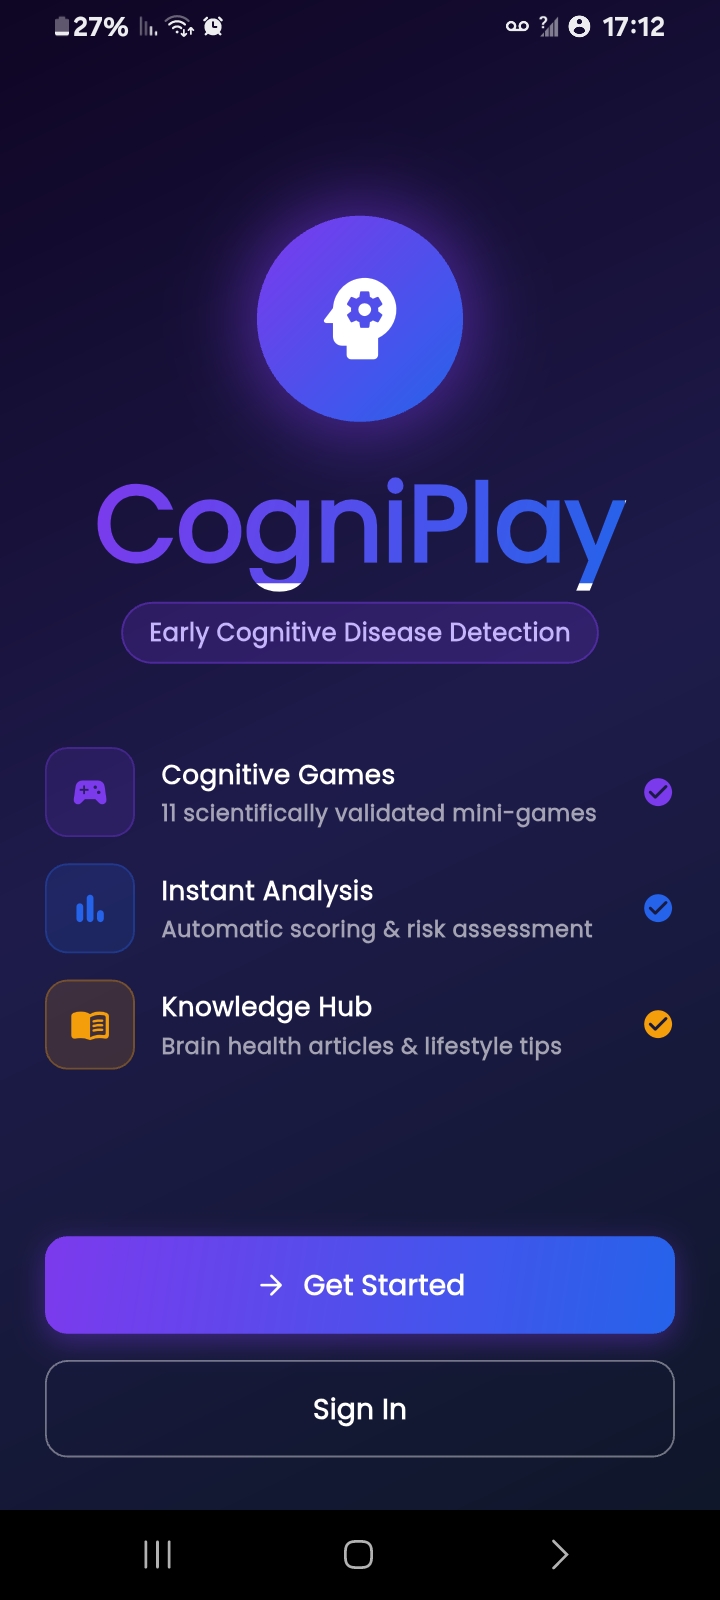 27%
17:12
CogniPlay
Early Cognitive Disease Detection
Cognitive Games
11 scientifically validated mini-games
Instant Analysis
Automatic scoring & risk assessment
Knowledge Hub
Brain health articles & lifestyle tips
Get Started
Sign In